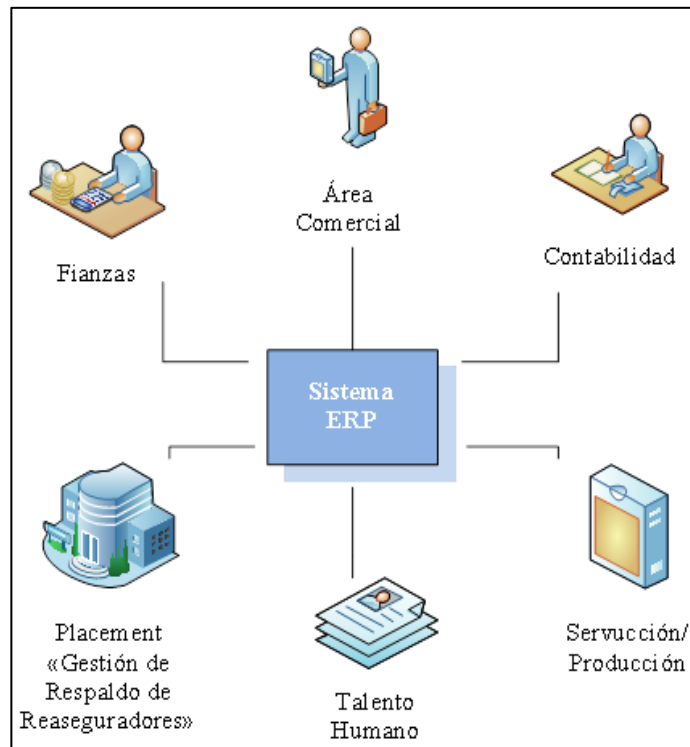 Área
Comercial
Fianzas
Contabilidad
Sistema
ERP
Placement
«Gestión de
Respaldo de
Reaseguradores»
Talento
Humano
Servucción/
Producción